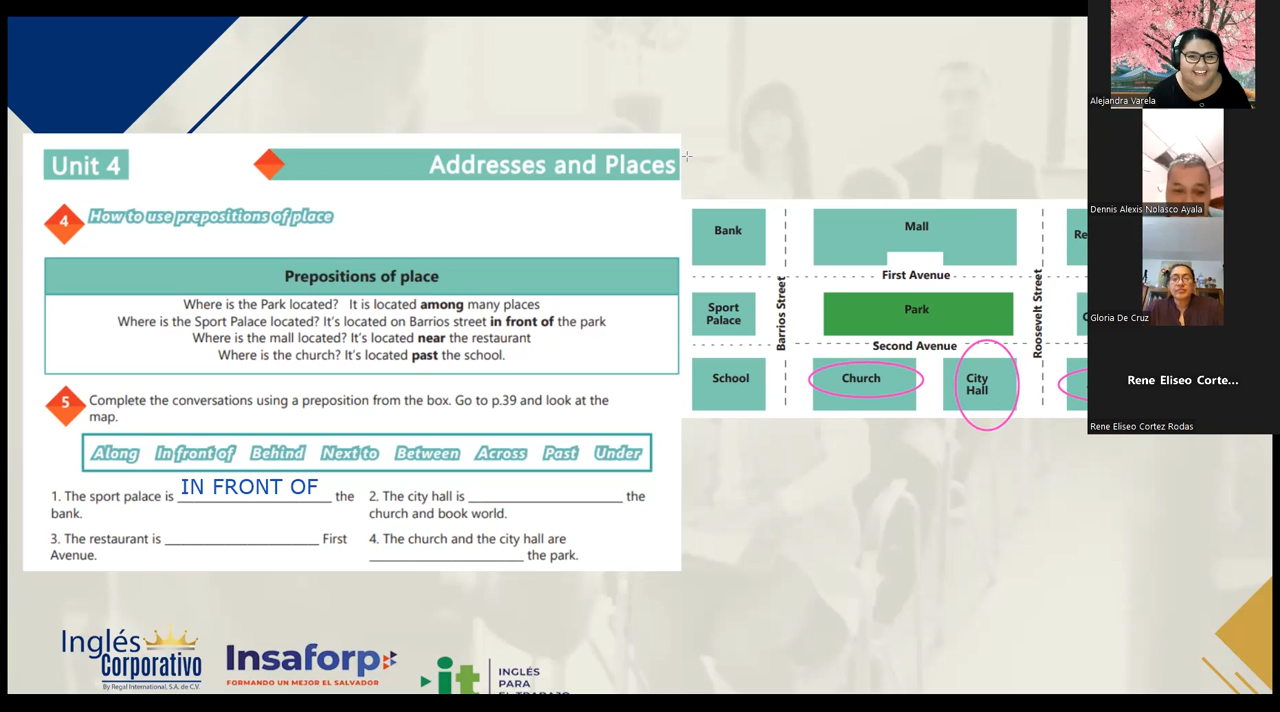 Unit 4
Addresses and Places
4
How to use prepositions of place
Prepositions of place
Where is the Park located? It is located among many places
Where is the Sport Palace located? It's located on Barrios street in front of the park
Where is the mall located? It's located near the restaurant
Where is the church? It's located past the school.
5
Complete the conversations using a preposition from the box. Go to p.39 and look at the
map.
Along In front of Behind Next to Between Across Past Under
1. The sport palace is IN FRONT OF the
bank.
2. The city hall is ______________________ the
church and book world.
3. The restaurant is ______________________ First
Avenue.
4. The church and the city hall are
______________________ the park.
Bank
Mall
Re
First Avenue
Barrios Street
Roosevelt Street
Sport
Palace
Park
Second Avenue
School
Church
City
Hall
Alejandra Varela
Dennis Alexis Nolasco Ayala
Gloria De Cruz
Rene Eliseo Corte...
Rene Eliseo Cortez Rodas
Inglés
Corporativo
By Regal International, S.A. de C.V.
Insaforp
FORMANDO UN MEJOR EL SALVADOR
it
INGLÉS
PARA
EL TRABAJO